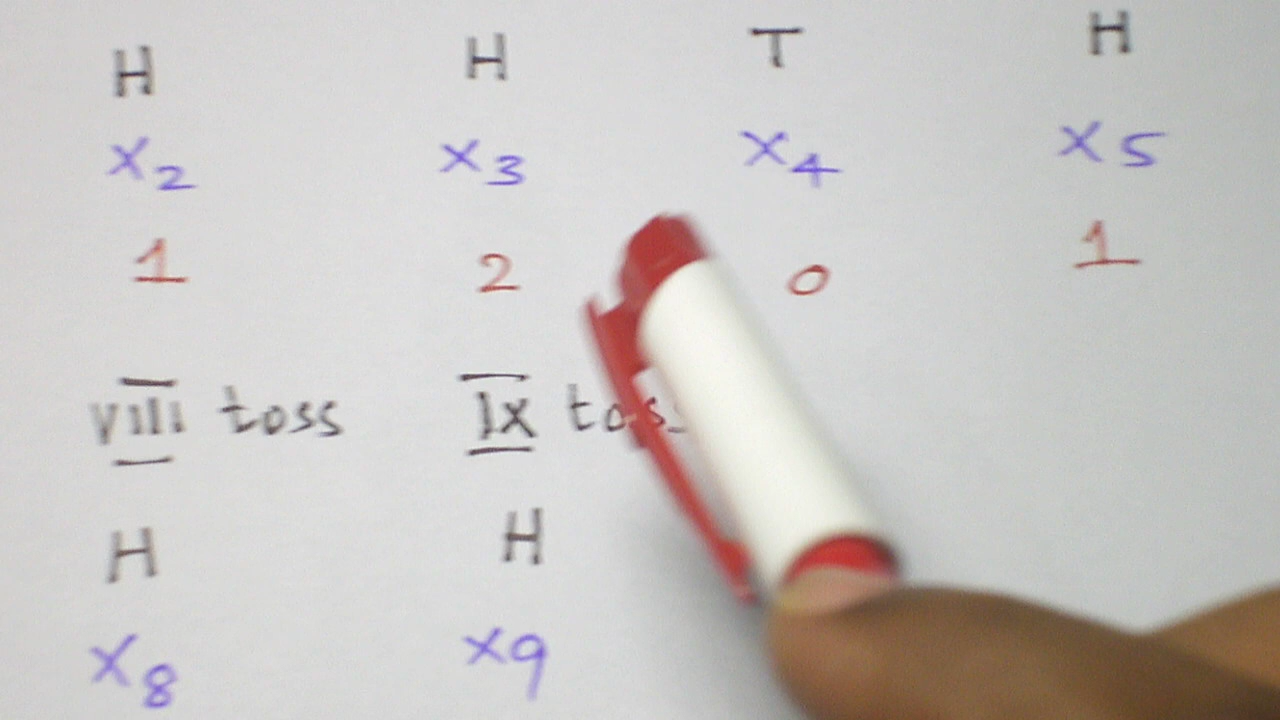 H H T H
X2 X3 X4 X5
1 2 0 1
viii toss ix toss
H H
X8 X9